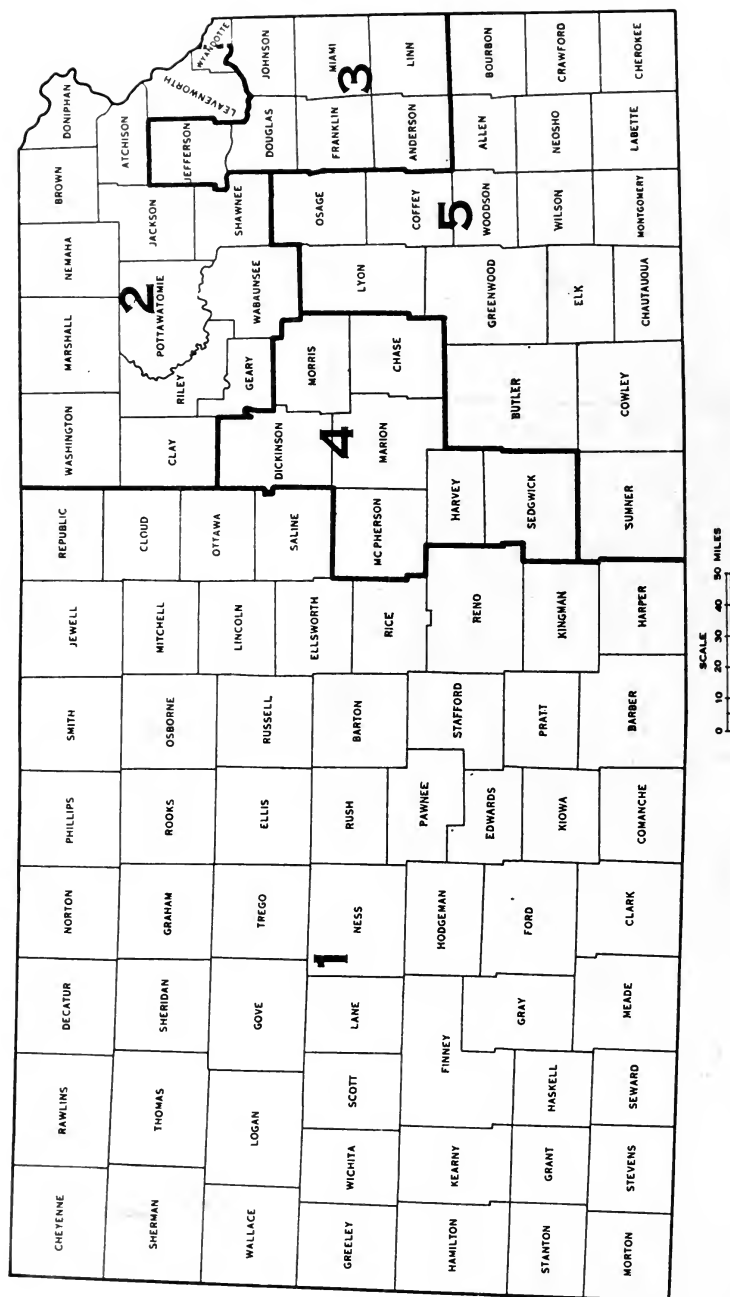 CHEYENNE
RAWLINS
DECATUR
NORTON
PHILLIPS
SMITH
JEWELL
REPUBLIC
WASHINGTON
MARSHALL
NEMAHA
BROWN
DONIPHAN
SHERMAN
THOMAS
SHERIDAN
GRAHAM
ROOKS
OSBORNE
MITCHELL
CLOUD
CLAY
RILEY
POTTAWATOMIE
2
JACKSON
ATCHISON
JEFFERSON
LEAVENWORTH
WYANDOTTE
WALLACE
LOGAN
GOVE
TREGO
ELLIS
RUSSELL
LINCOLN
OTTAWA
SALINE
DICKINSON
GEARY
WABAUNSEE
SHAWNEE
DOUGLAS
JOHNSON
GREELEY
WICHITA
SCOTT
LANE
1
NESS
RUSH
BARTON
ELLSWORTH
RICE
MC PHERSON
4
MARION
MORRIS
CHASE
LYON
OSAGE
COFFEY
FRANKLIN
MIAMI
3
ANDERSON
LINN
HAMILTON
KEARNY
FINNEY
HODGEMAN
PAWNEE
STAFFORD
RENO
HARVEY
SEDGWICK
BUTLER
GREENWOOD
5
WOODSON
ALLEN
BOURBON
GRAY
FORD
EDWARDS
STANTON
GRANT
HASKELL
KIOWA
PRATT
KINGMAN
ELK
WILSON
NEOSHO
CRAWFORD
MORTON
STEVENS
SEWARD
MEADE
CLARK
COMANCHE
BARBER
HARPER
SUMNER
COWLEY
CHAUTAUQUA
MONTGOMERY
LABETTE
CHEROKEE
SCALE
0 10 20 30 40 50 MILES